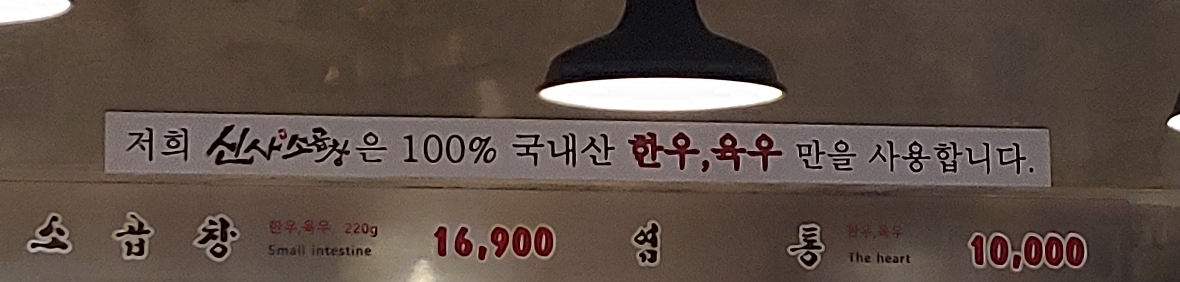 저희 신사소곱창은 100% 국내산 한우,육우 만을 사용합니다.
소 곱 창 한우,육우 220g 16,900 염 통 한우,육우 10,000
Small intestine The heart